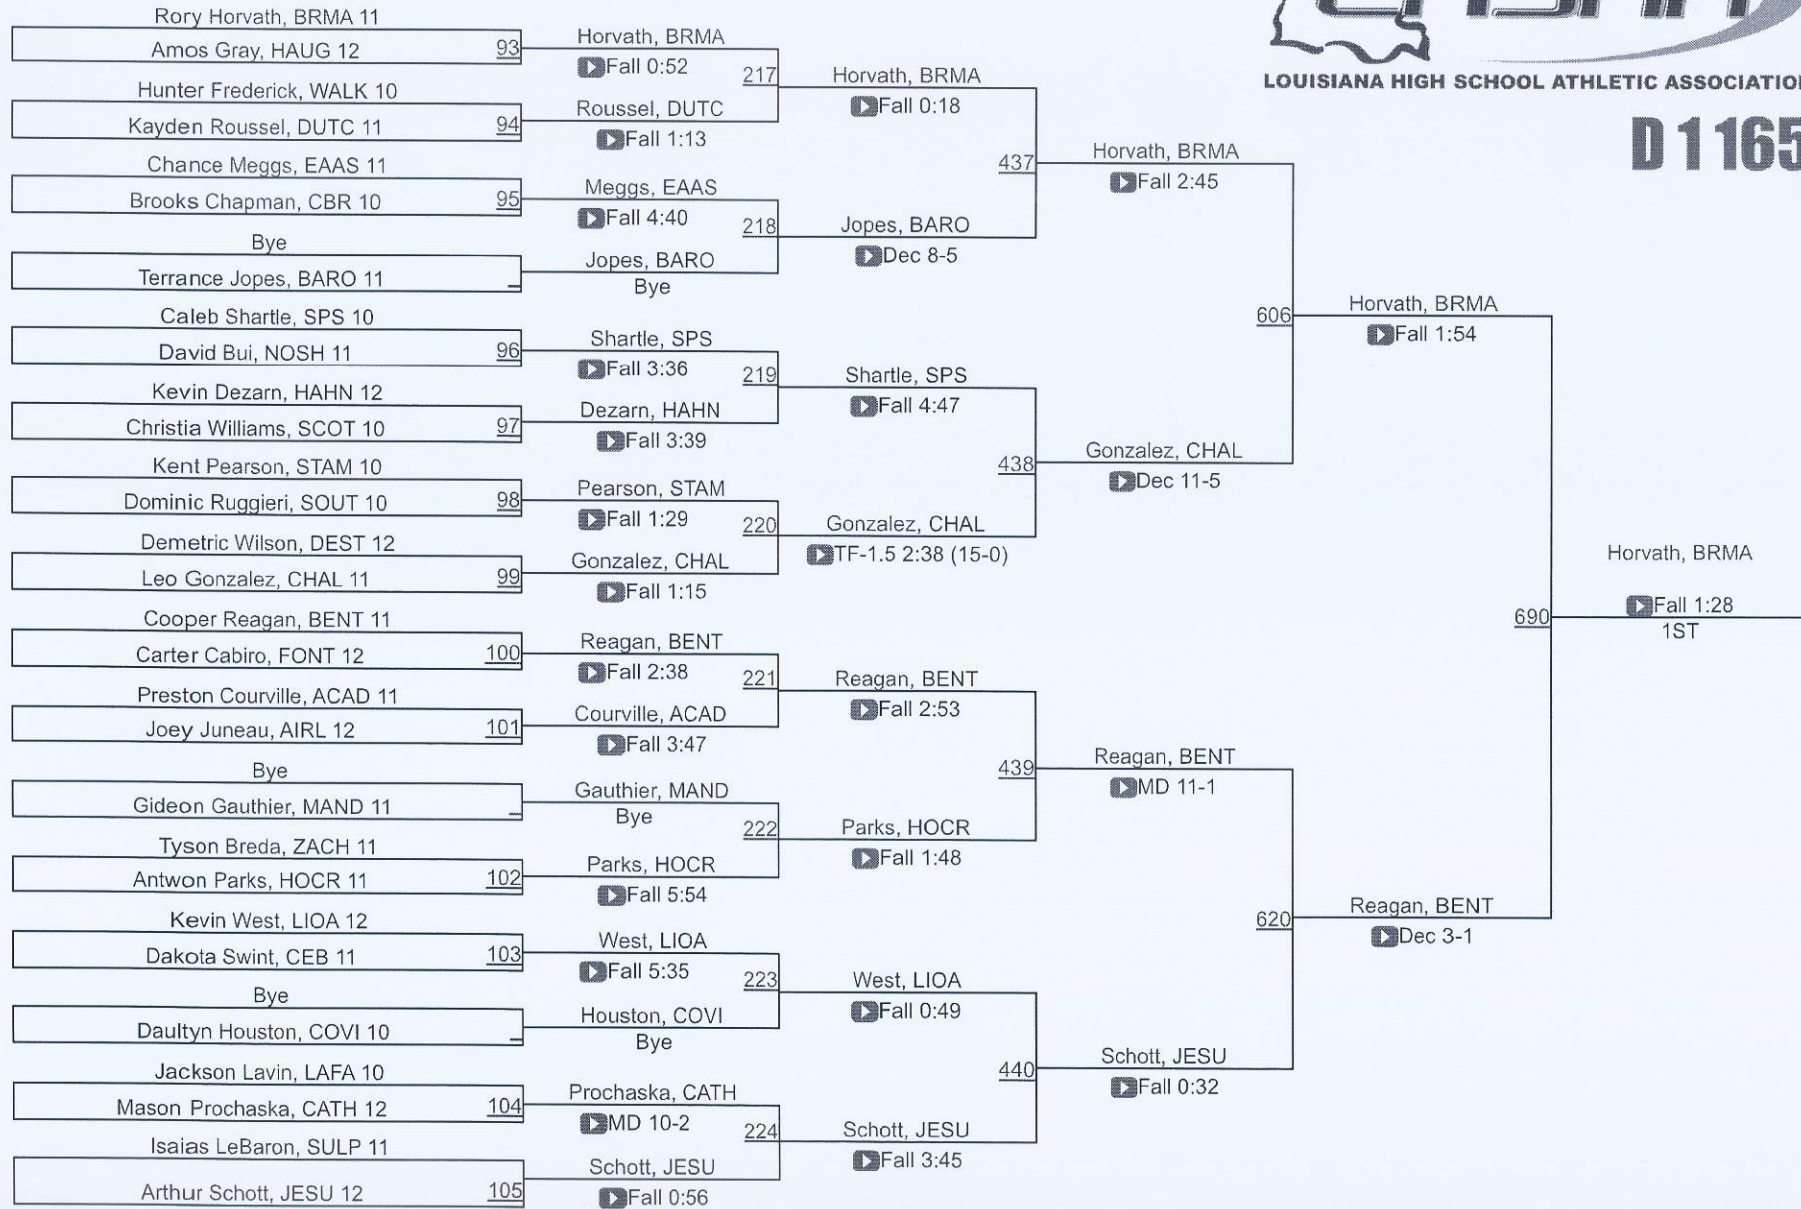 LOUISIANA HIGH SCHOOL ATHLETIC ASSOCIATION
D1 165
Rory Horvath, BRMA 11
Amos Gray, HAUG 12
93
Hunter Frederick, WALK 10
Kayden Roussel, DUTC 11
94
Chance Meggs, EAAS 11
Brooks Chapman, CBR 10
95
Bye
Terrance Jopes, BARO 11
Caleb Shartle, SPS 10
David Bui, NOSH 11
96
Kevin Dezarn, HAHN 12
Christia Williams, SCOT 10
97
Kent Pearson, STAM 10
Dominic Ruggieri, SOUT 10
98
Demetric Wilson, DEST 12
Leo Gonzalez, CHAL 11
99
Cooper Reagan, BENT 11
Carter Cabiro, FONT 12
100
Preston Courville, ACAD 11
Joey Juneau, AIRL 12
101
Bye
Gideon Gauthier, MAND 11
Tyson Breda, ZACH 11
Antwon Parks, HOCR 11
102
Kevin West, LIOA 12
Dakota Swint, CEB 11
103
Bye
Daultyn Houston, COVI 10
Jackson Lavin, LAFA 10
Mason Prochaska, CATH 12
104
Isaias LeBaron, SULP 11
Arthur Schott, JESU 12
105
Horvath, BRMA
Fall 0:52
217
Roussel, DUTC
Fall 1:13
Meggs, EAAS
Fall 4:40
218
Jopes, BARO
Bye
Shartle, SPS
Fall 3:36
219
Dezarn, HAHN
Fall 3:39
Pearson, STAM
Fall 1:29
220
Gonzalez, CHAL
Fall 1:15
Reagan, BENT
Fall 2:38
221
Courville, ACAD
Fall 3:47
Gauthier, MAND
Bye
222
Parks, HOCR
Fall 5:54
West, LIOA
Fall 5:35
223
Houston, COVI
Bye
Prochaska, CATH
MD 10-2
224
Schott, JESU
Fall 0:56
Horvath, BRMA
Fall 0:18
437
Jopes, BARO
Dec 8-5
Shartle, SPS
Fall 4:47
438
Gonzalez, CHAL
TF-1.5 2:38 (15-0)
Reagan, BENT
Fall 2:53
439
Parks, HOCR
Fall 1:48
West, LIOA
Fall 0:49
440
Schott, JESU
Fall 3:45
Horvath, BRMA
Fall 2:45
606
Gonzalez, CHAL
Dec 11-5
Reagan, BENT
MD 11-1
620
Schott, JESU
Fall 0:32
Horvath, BRMA
Fall 1:54
690
Reagan, BENT
Dec 3-1
Horvath, BRMA
Fall 1:28
1ST